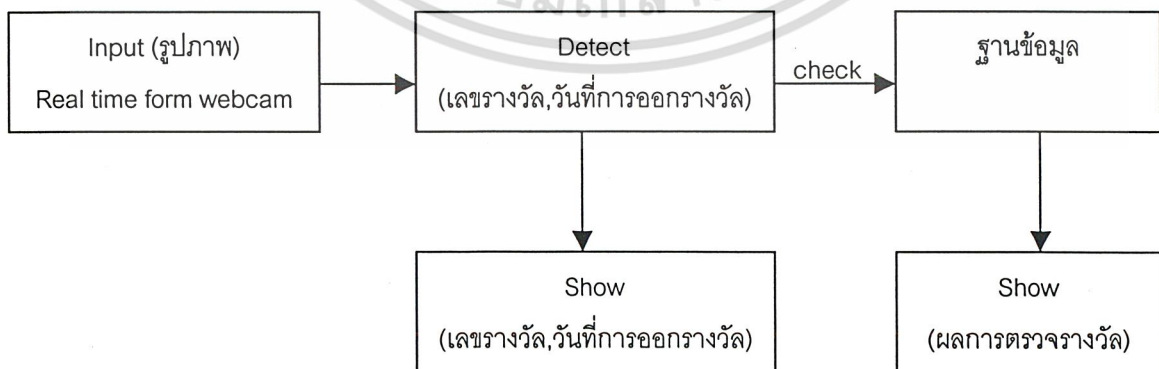 Input (รูปภาพ)
Real time form webcam
Detect
(เลขรางวัล,วันที่การออกรางวัล)
check
ฐานข้อมูล
Show
(เลขรางวัล,วันที่การออกรางวัล)
Show
(ผลการตรวจรางวัล)